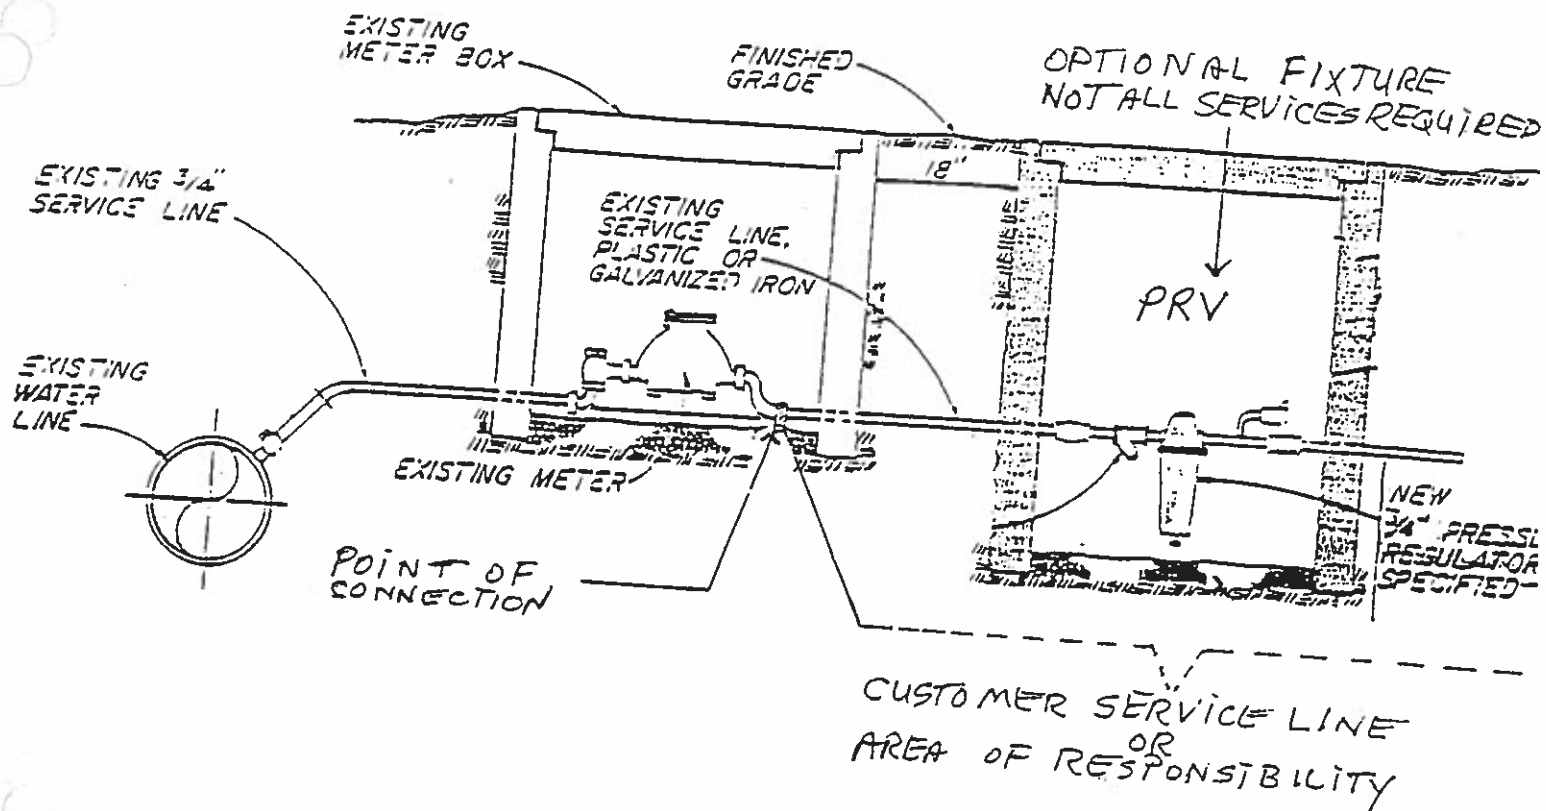 EXISTING
METER BOX
FINISHED
GRADE
OPTIONAL FIXTURE
NOT ALL SERVICES REQUIRED
18"
EXISTING 3/4"
SERVICE LINE
EXISTING
SERVICE LINE,
PLASTIC OR
GALVANIZED IRON
PRV
EXISTING
WATER
LINE
EXISTING METER
NEW
3/4" PRESSU
REGULATOR
SPECIFIED
POINT OF
CONNECTION
CUSTOMER SERVICE LINE
OR
AREA OF RESPONSIBILITY